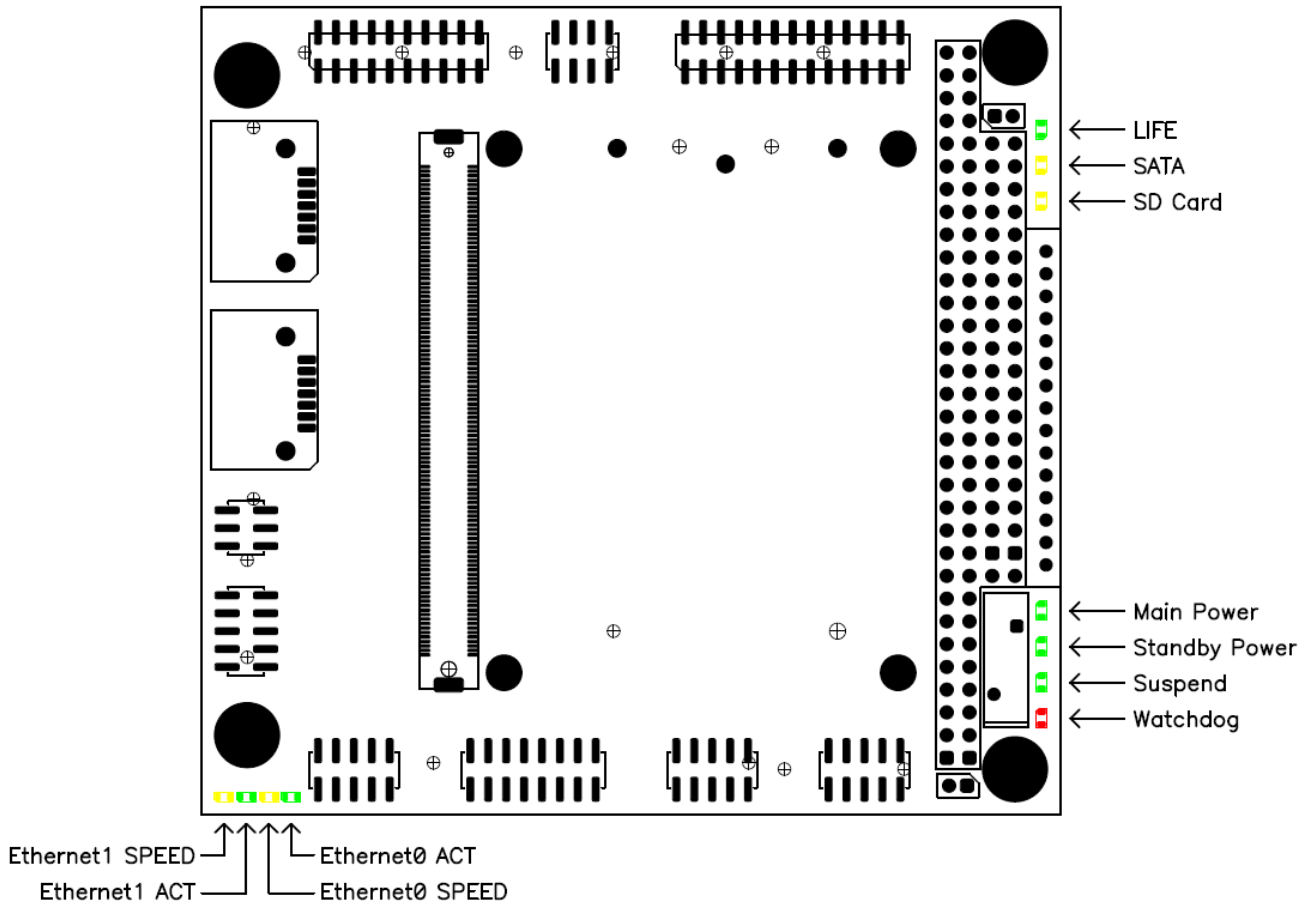 LIFE
SATA
SD Card
Main Power
Standby Power
Suspend
Watchdog
Ethernet1 SPEED
Ethernet0 ACT
Ethernet1 ACT
Ethernet0 SPEED